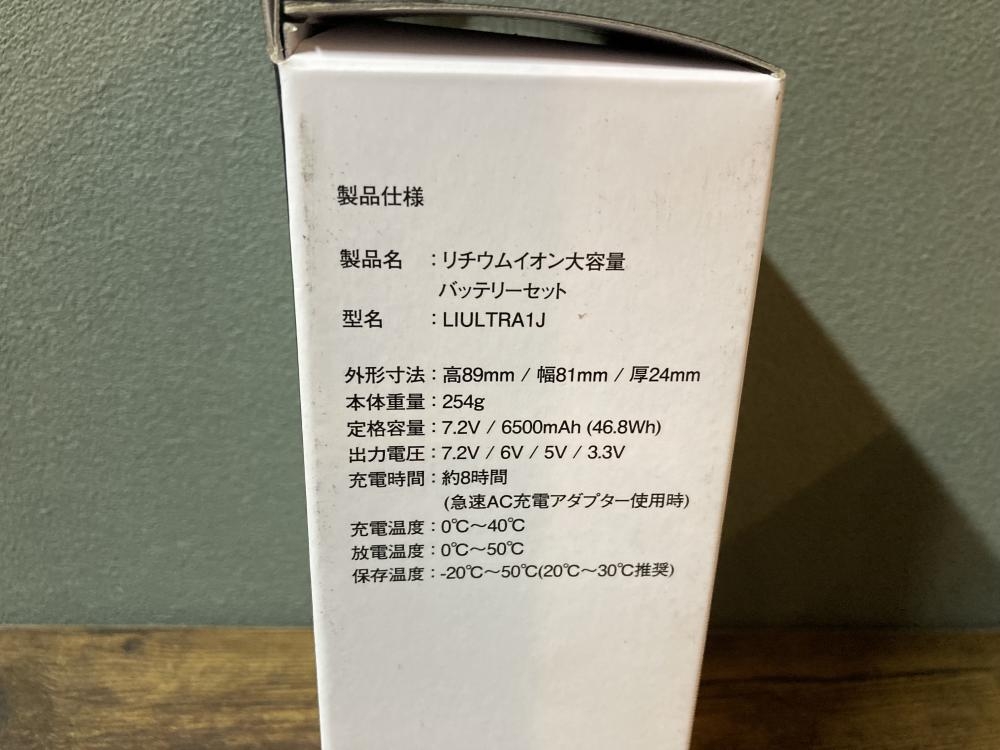 製品仕様
製品名 : リチウムイオン大容量
バッテリーセット
型名 : LIULTRA1J
外形寸法 : 高89mm / 幅81mm / 厚24mm
本体重量 : 254g
定格容量 : 7.2V / 6500mAh (46.8Wh)
出力電圧 : 7.2V / 6V / 5V / 3.3V
充電時間 : 約8時間
(急速AC充電アダプター使用時)
充電温度 : 0℃〜40℃
放電温度 : 0℃〜50℃
保存温度 : -20℃〜50℃(20℃〜30℃推奨)